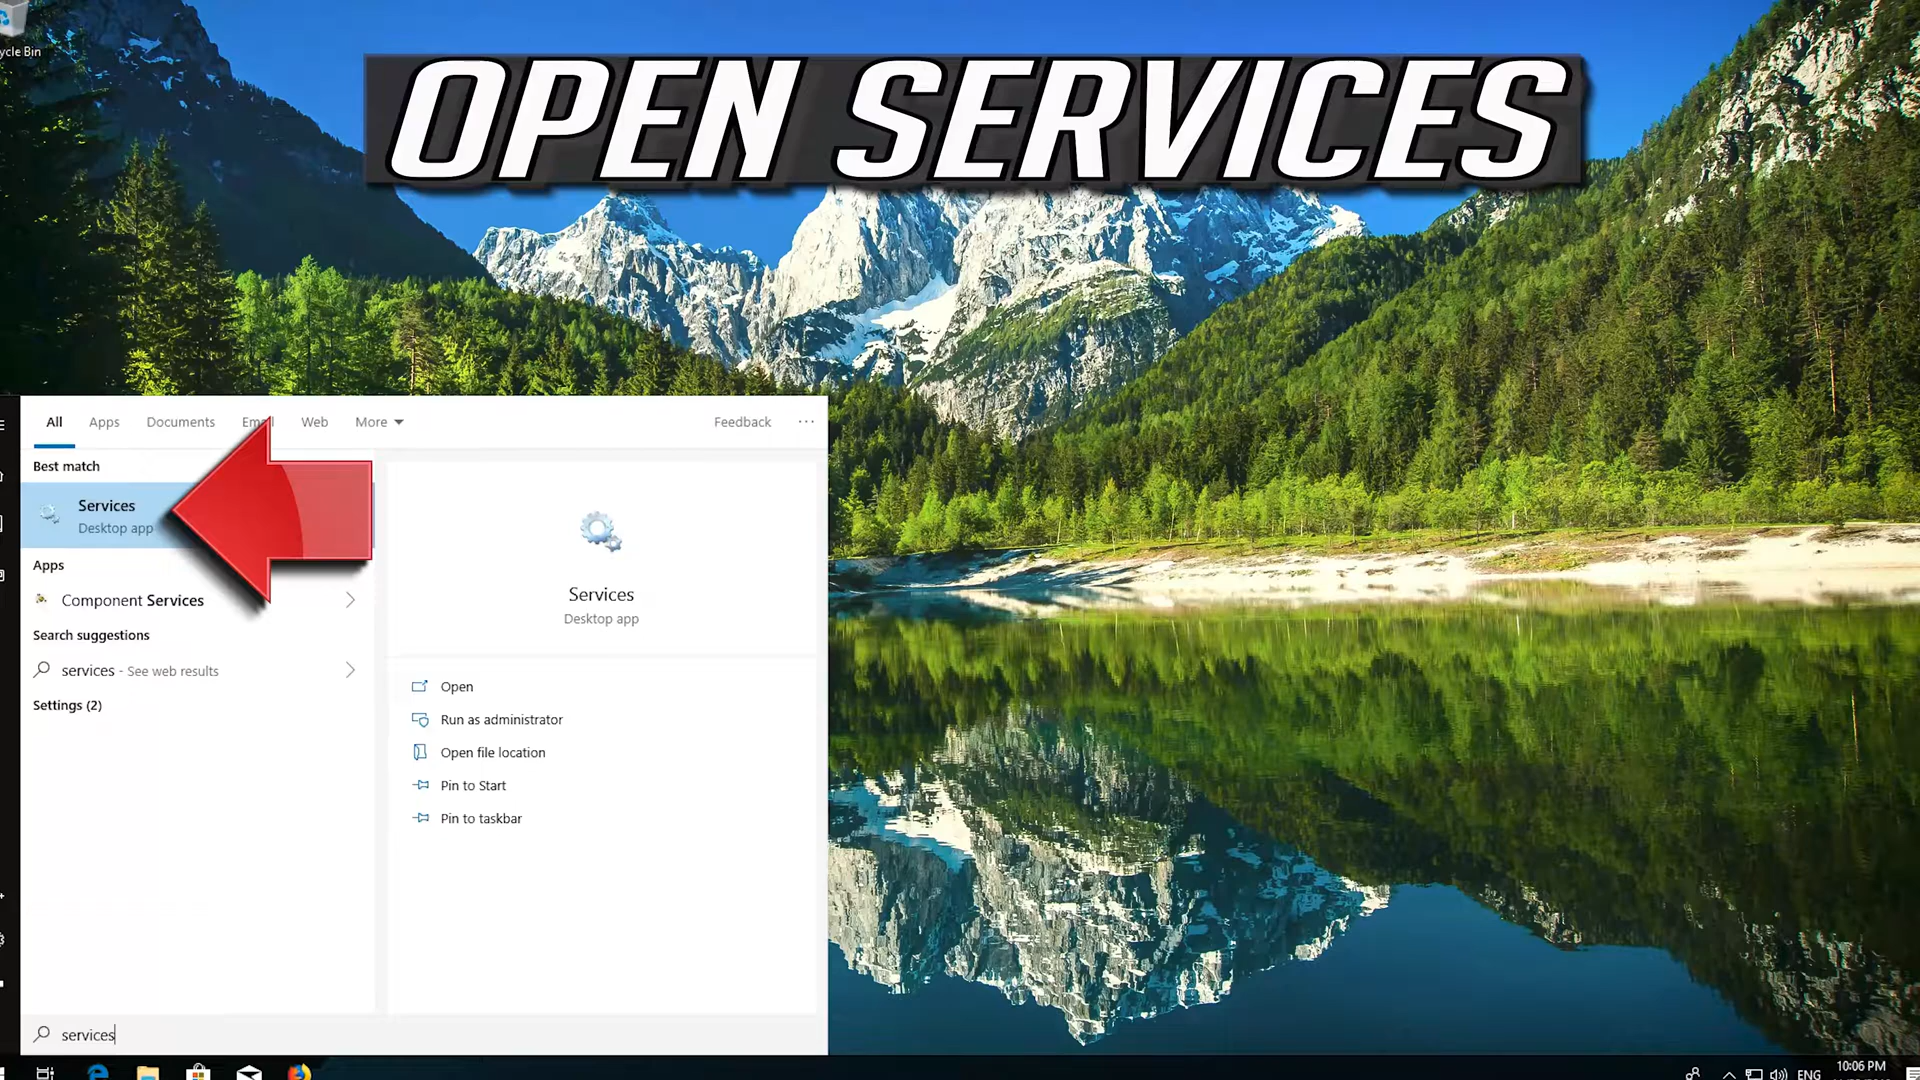 cycle Bin
OPEN SERVICES
All Apps Documents Web More Feedback ...
Best match
Services
Desktop app
Apps
Component Services
Search suggestions
services - See web results
Settings (2)
Services
Desktop app
Open
Run as administrator
Open file location
Pin to Start
Pin to taskbar
services
ENG 10:06 PM